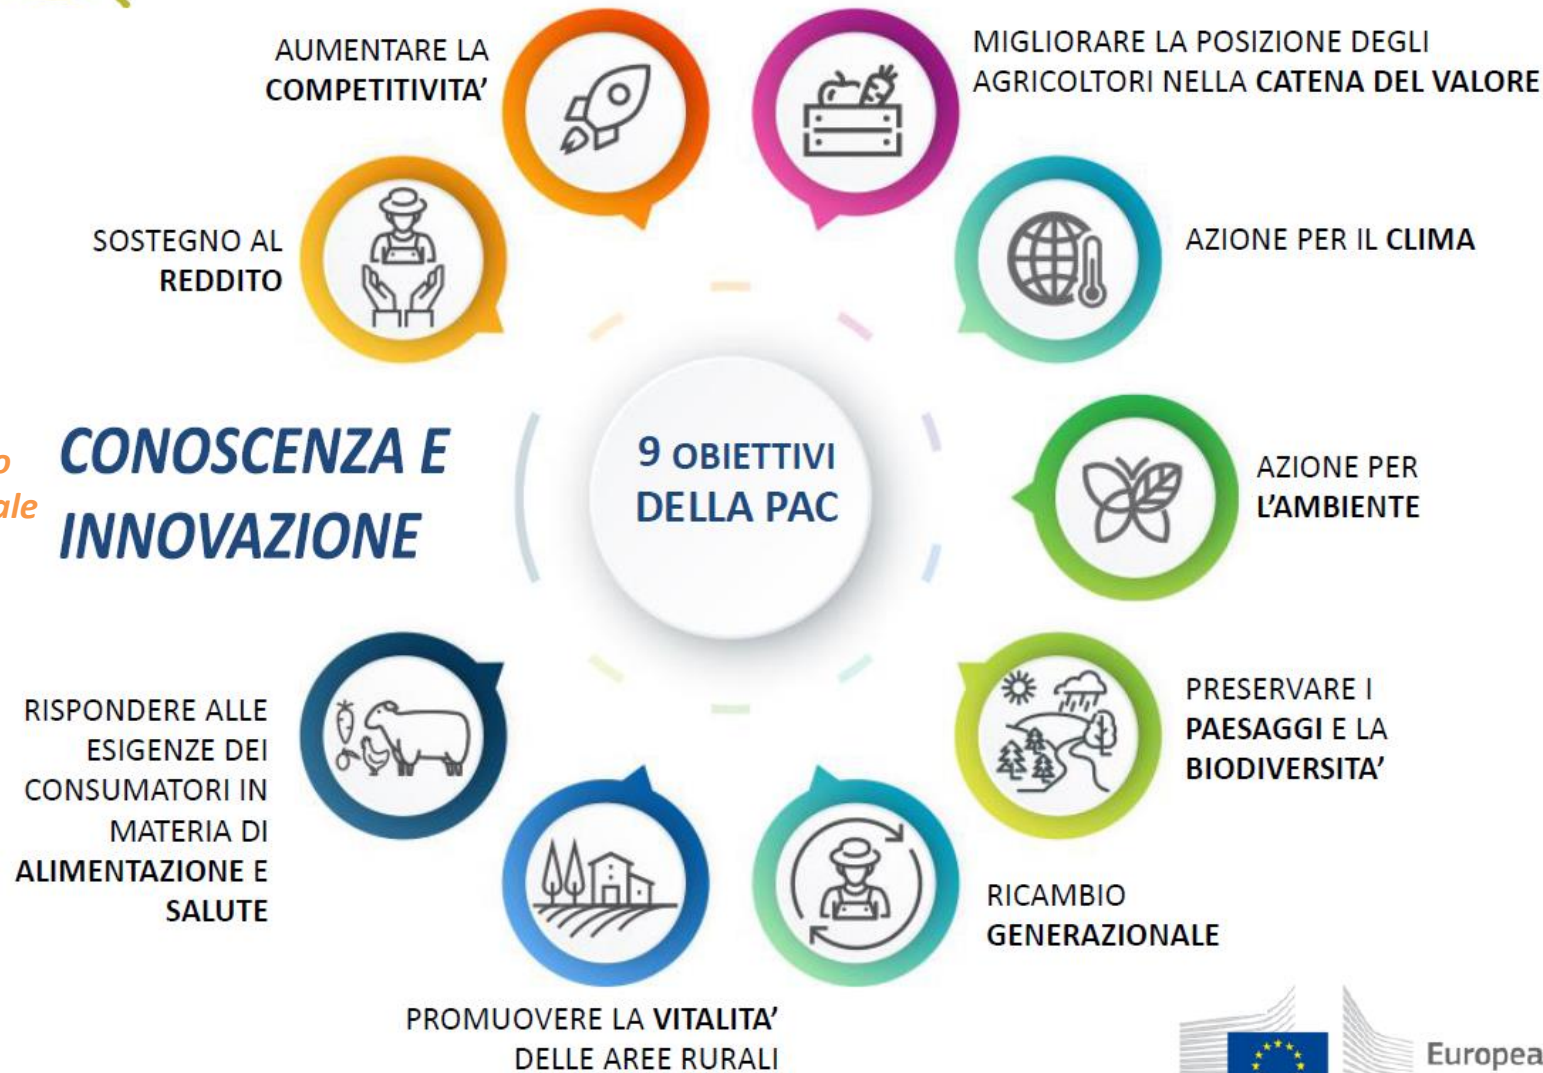 AUMENTARE LA
COMPETITIVITA'
MIGLIORARE LA POSIZIONE DEGLI
AGRICOLTORI NELLA CATENA DEL VALORE
SOSTEGNO AL
REDDITO
AZIONE PER IL CLIMA
CONOSCENZA E
INNOVAZIONE
9 OBIETTIVI
DELLA PAC
AZIONE PER
L'AMBIENTE
RISPONDERE ALLE
ESIGENZE DEI
CONSUMATORI IN
MATERIA DI
ALIMENTAZIONE E
SALUTE
PRESERVARE I
PAESAGGI E LA
BIODIVERSITA'
RICAMBIO
GENERAZIONALE
PROMUOVERE LA VITALITA'
DELLE AREE RURALI
Europea